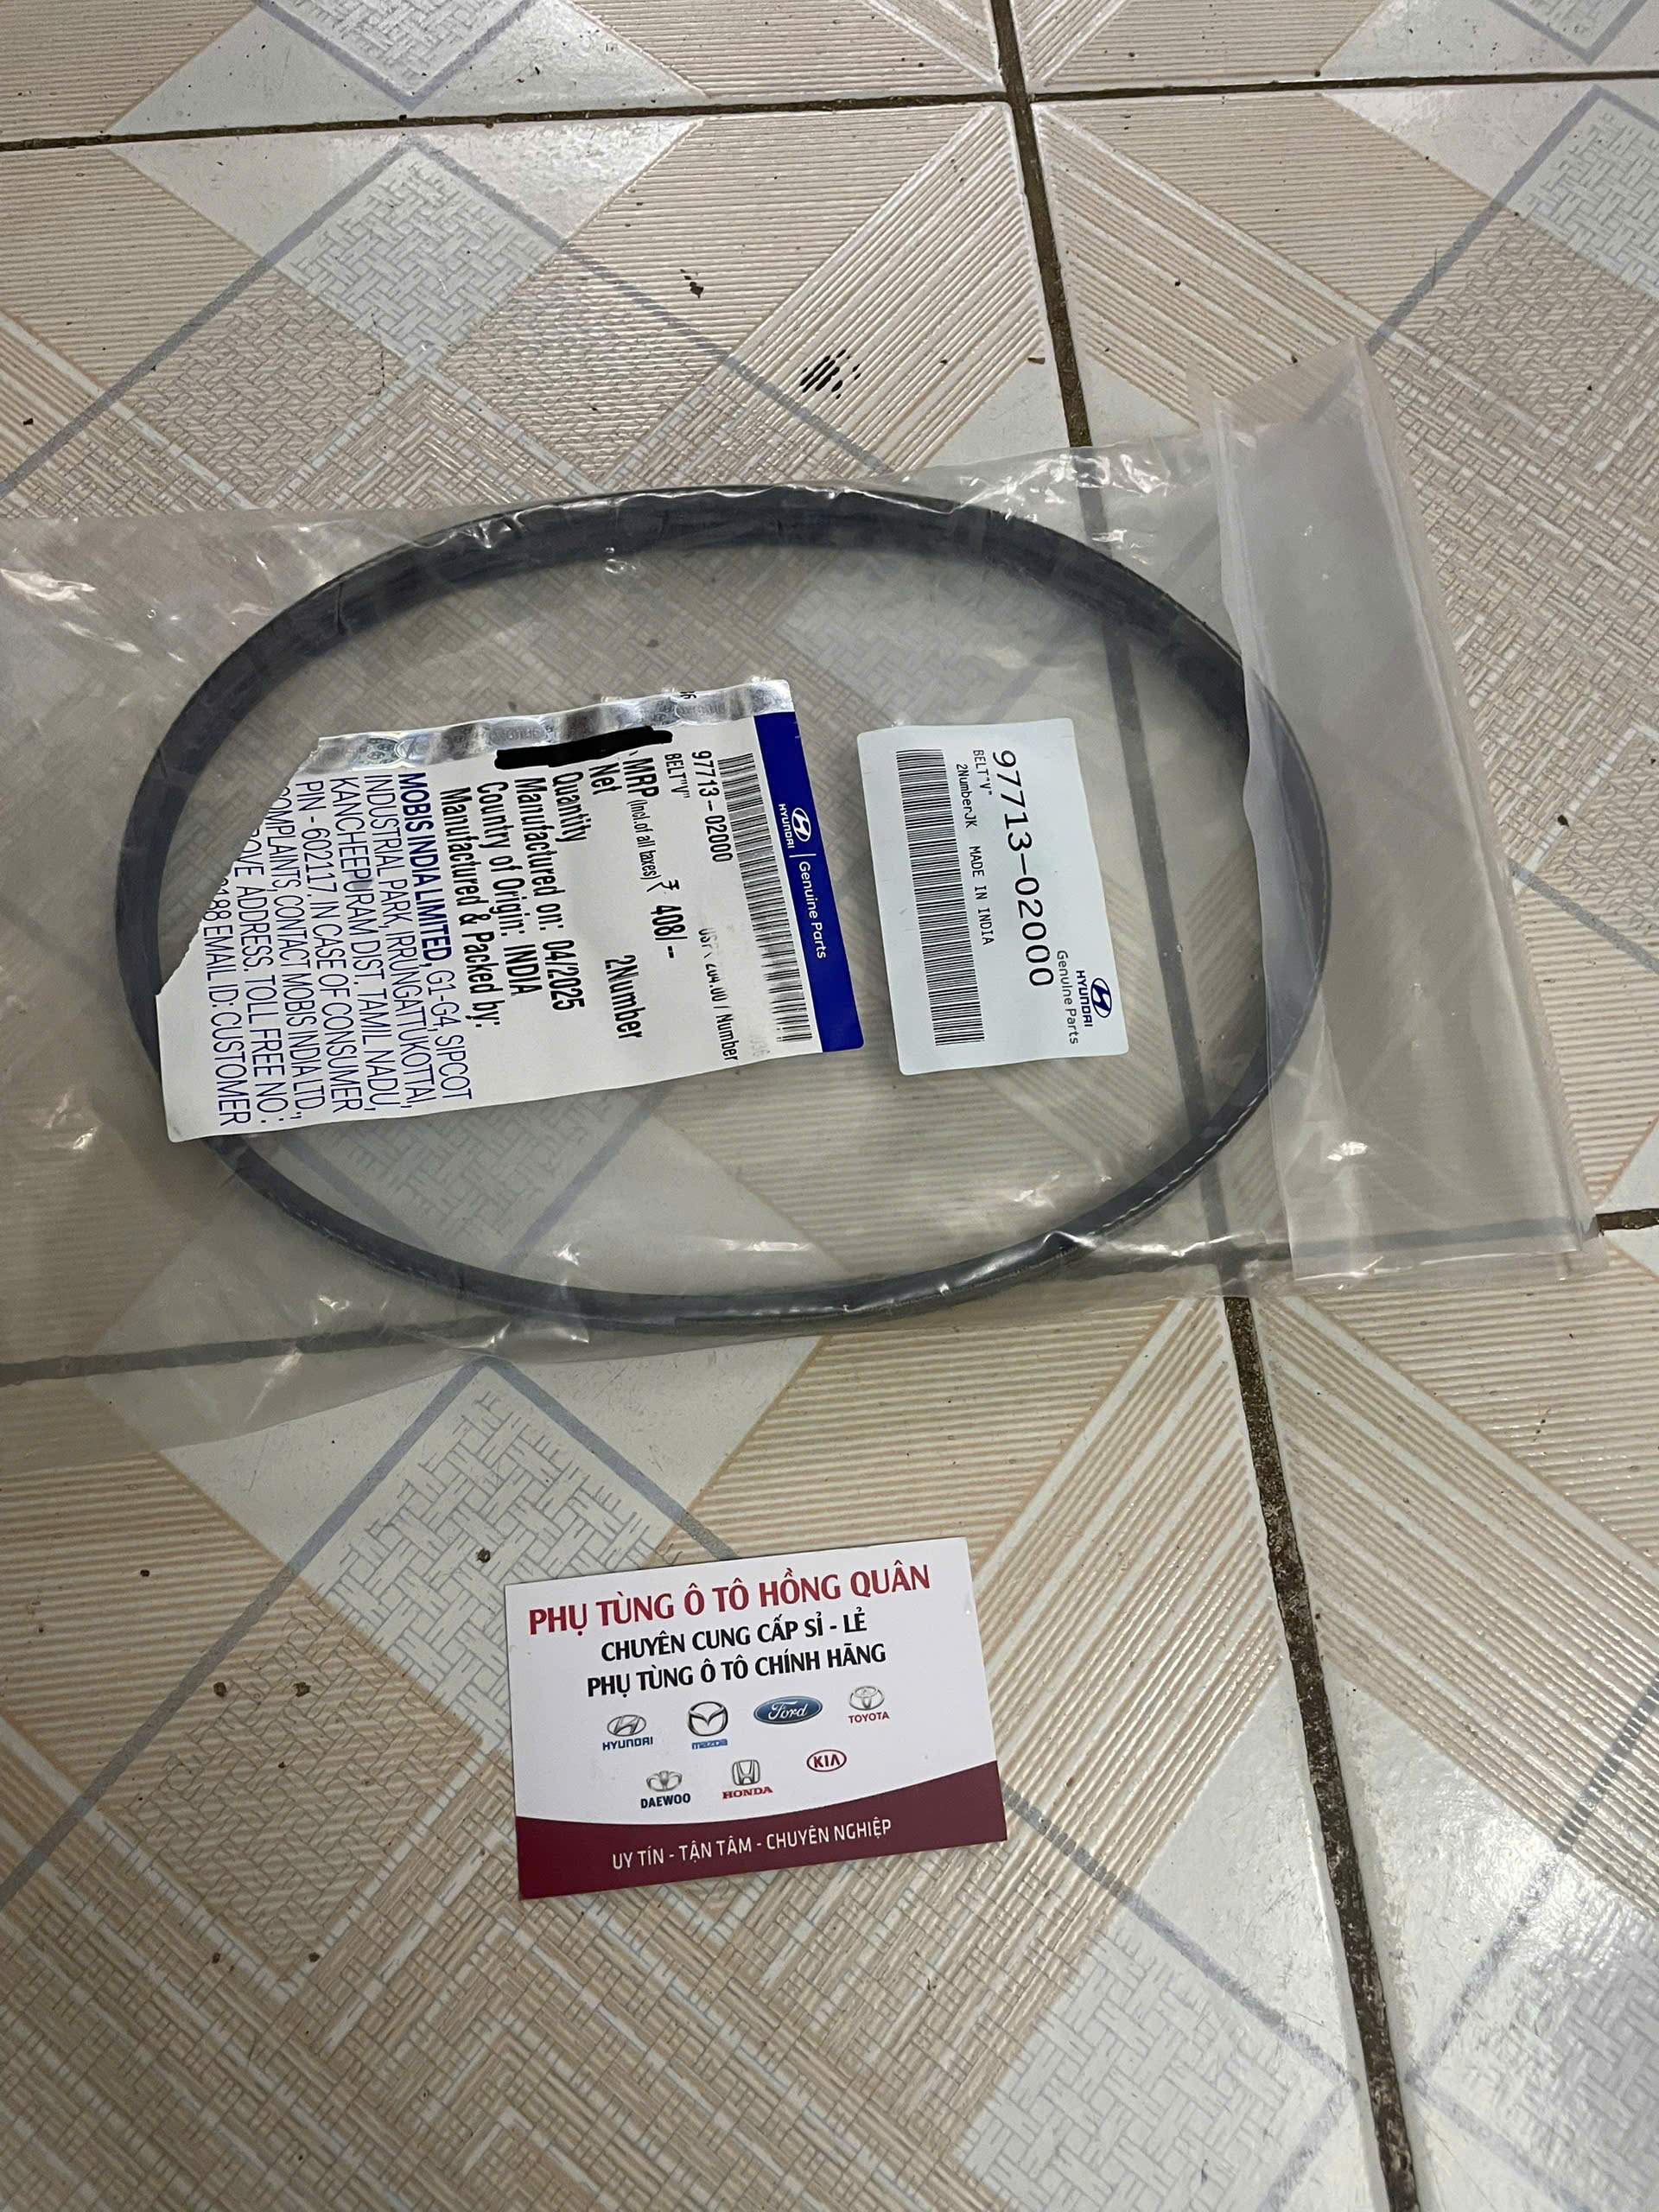 HYUNDAI
Genuine Parts
97713-02000
BELT"V"
2Number JK MADE IN INDIA
HYUNDAI | Genuine Parts
97713-02000
BELT"V"
MRP (Incl. of all taxes) ₹ 408/-
Net
Quantity 2Number
Manufactured on: 04/2025
Country of Origin: INDIA
Manufactured & Packed by:
MOBIS INDIA LIMITED, G1-G4, SIPCOT
INDUSTRIAL PARK, IRRUNGATTUKOTTAI,
KANCHEEPURAM DIST. TAMIL NADU,
PIN - 602117, IN CASE OF CONSUMER
COMPLAINTS, CONTACT MOBIS INDIA LTD.,
ADDRESS. TOLL FREE NO.:
EMAIL ID: CUSTOMER
PHỤ TÙNG Ô TÔ HỒNG QUÂN
CHUYÊN CUNG CẤP SỈ - LẺ
PHỤ TÙNG Ô TÔ CHÍNH HÃNG
HYUNDAI mazda Ford TOYOTA
DAEWOO HONDA KIA
UY TÍN - TẬN TÂM - CHUYÊN NGHIỆP